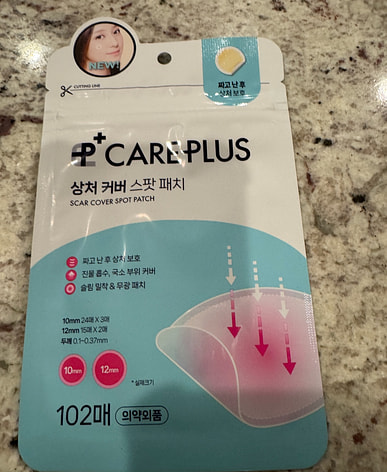 NEW!
CUTTING LINE
짜고 난 후
상처 보호
CARE PLUS
상처 커버 스팟 패치
SCAR COVER SPOT PATCH
짜고 난 후 상처 보호
진물 흡수, 국소 부위 커버
슬림 밀착 & 무광 패치
10mm 24매 X 3매
12mm 15매 X 2매
두께 0.1~0.37mm
10mm 12mm
*실제크기
102매 의약외품